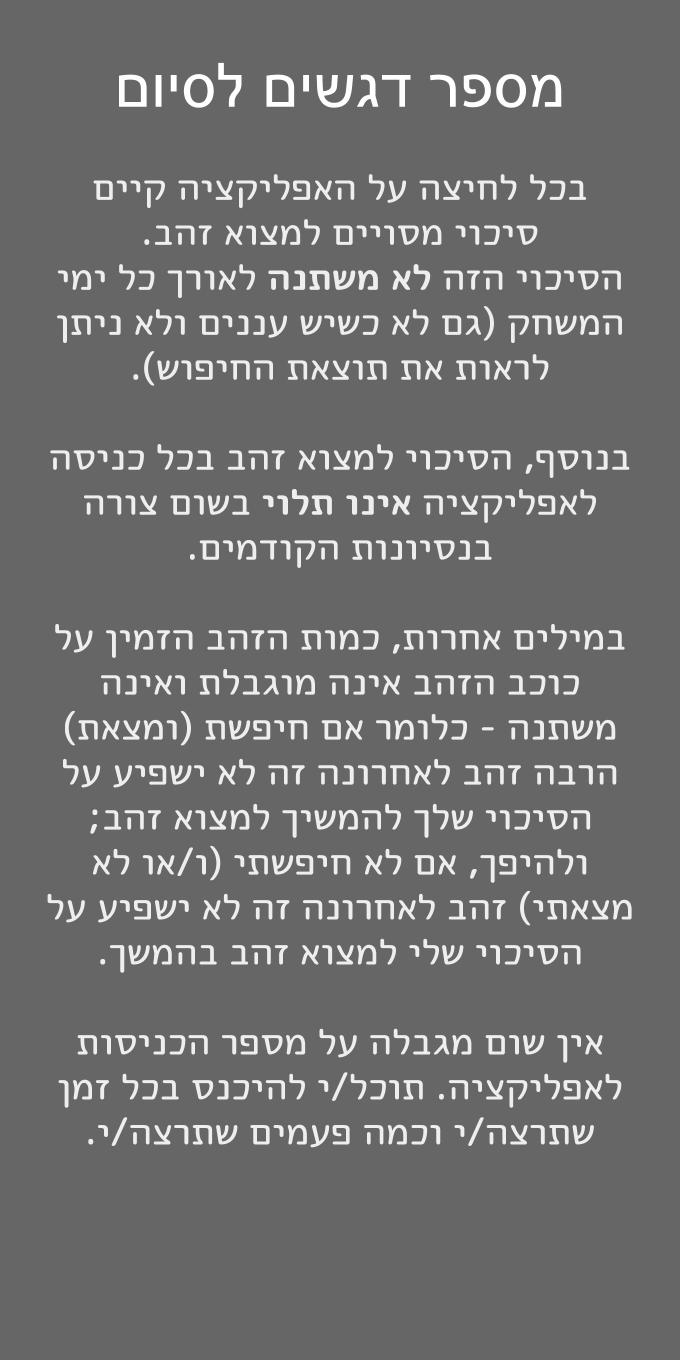 מספר דגשים לסיום
בכל לחיצה על האפליקציה קיים
סיכוי מסויים למצוא זהב.
הסיכוי הזה לא משתנה לאורך כל ימי
המשחק (גם לא כשיש עננים ולא ניתן
לראות את תוצאת החיפוש).
בנוסף, הסיכוי למצוא זהב בכל כניסה
לאפליקציה אינו תלוי בשום צורה
בנסיונות הקודמים.
במילים אחרות, כמות הזהב הזמין על
כוכב הזהב אינה מוגבלת ואינה
משתנה - כלומר אם חיפשת (ומצאת)
הרבה זהב לאחרונה זה לא ישפיע על
הסיכוי שלך להמשיך למצוא זהב;
ולהיפך, אם לא חיפשתי (ו/או לא
מצאתי) זהב לאחרונה זה לא ישפיע על
הסיכוי שלי למצוא זהב בהמשך.
אין שום מגבלה על מספר הכניסות
לאפליקציה. תוכל/י להיכנס בכל זמן
שתרצה/י וכמה פעמים שתרצה/י.